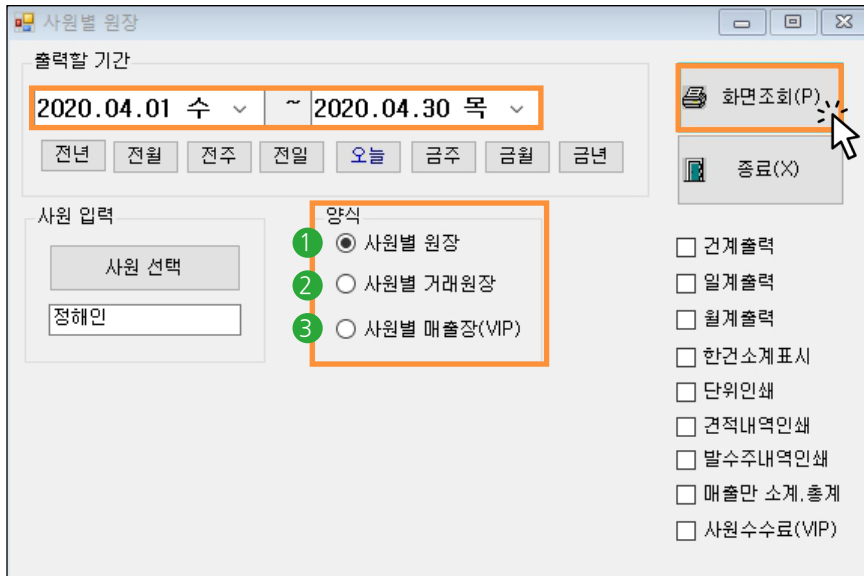 사원별 원장
출력할 기간
2020.04.01 수 ~ 2020.04.30 목
전년 전월 전주 전일 오늘 금주 금월 금년
화면조회(P)
종료(X)
사원 입력
사원 선택
정해인
양식
1 사원별 원장
2 사원별 거래원장
3 사원별 매출장(VIP)
건계출력
일계출력
월계출력
한건소계표시
단위인쇄
견적내역인쇄
발수주내역인쇄
매출만 소계,총계
사원수수료(VIP)